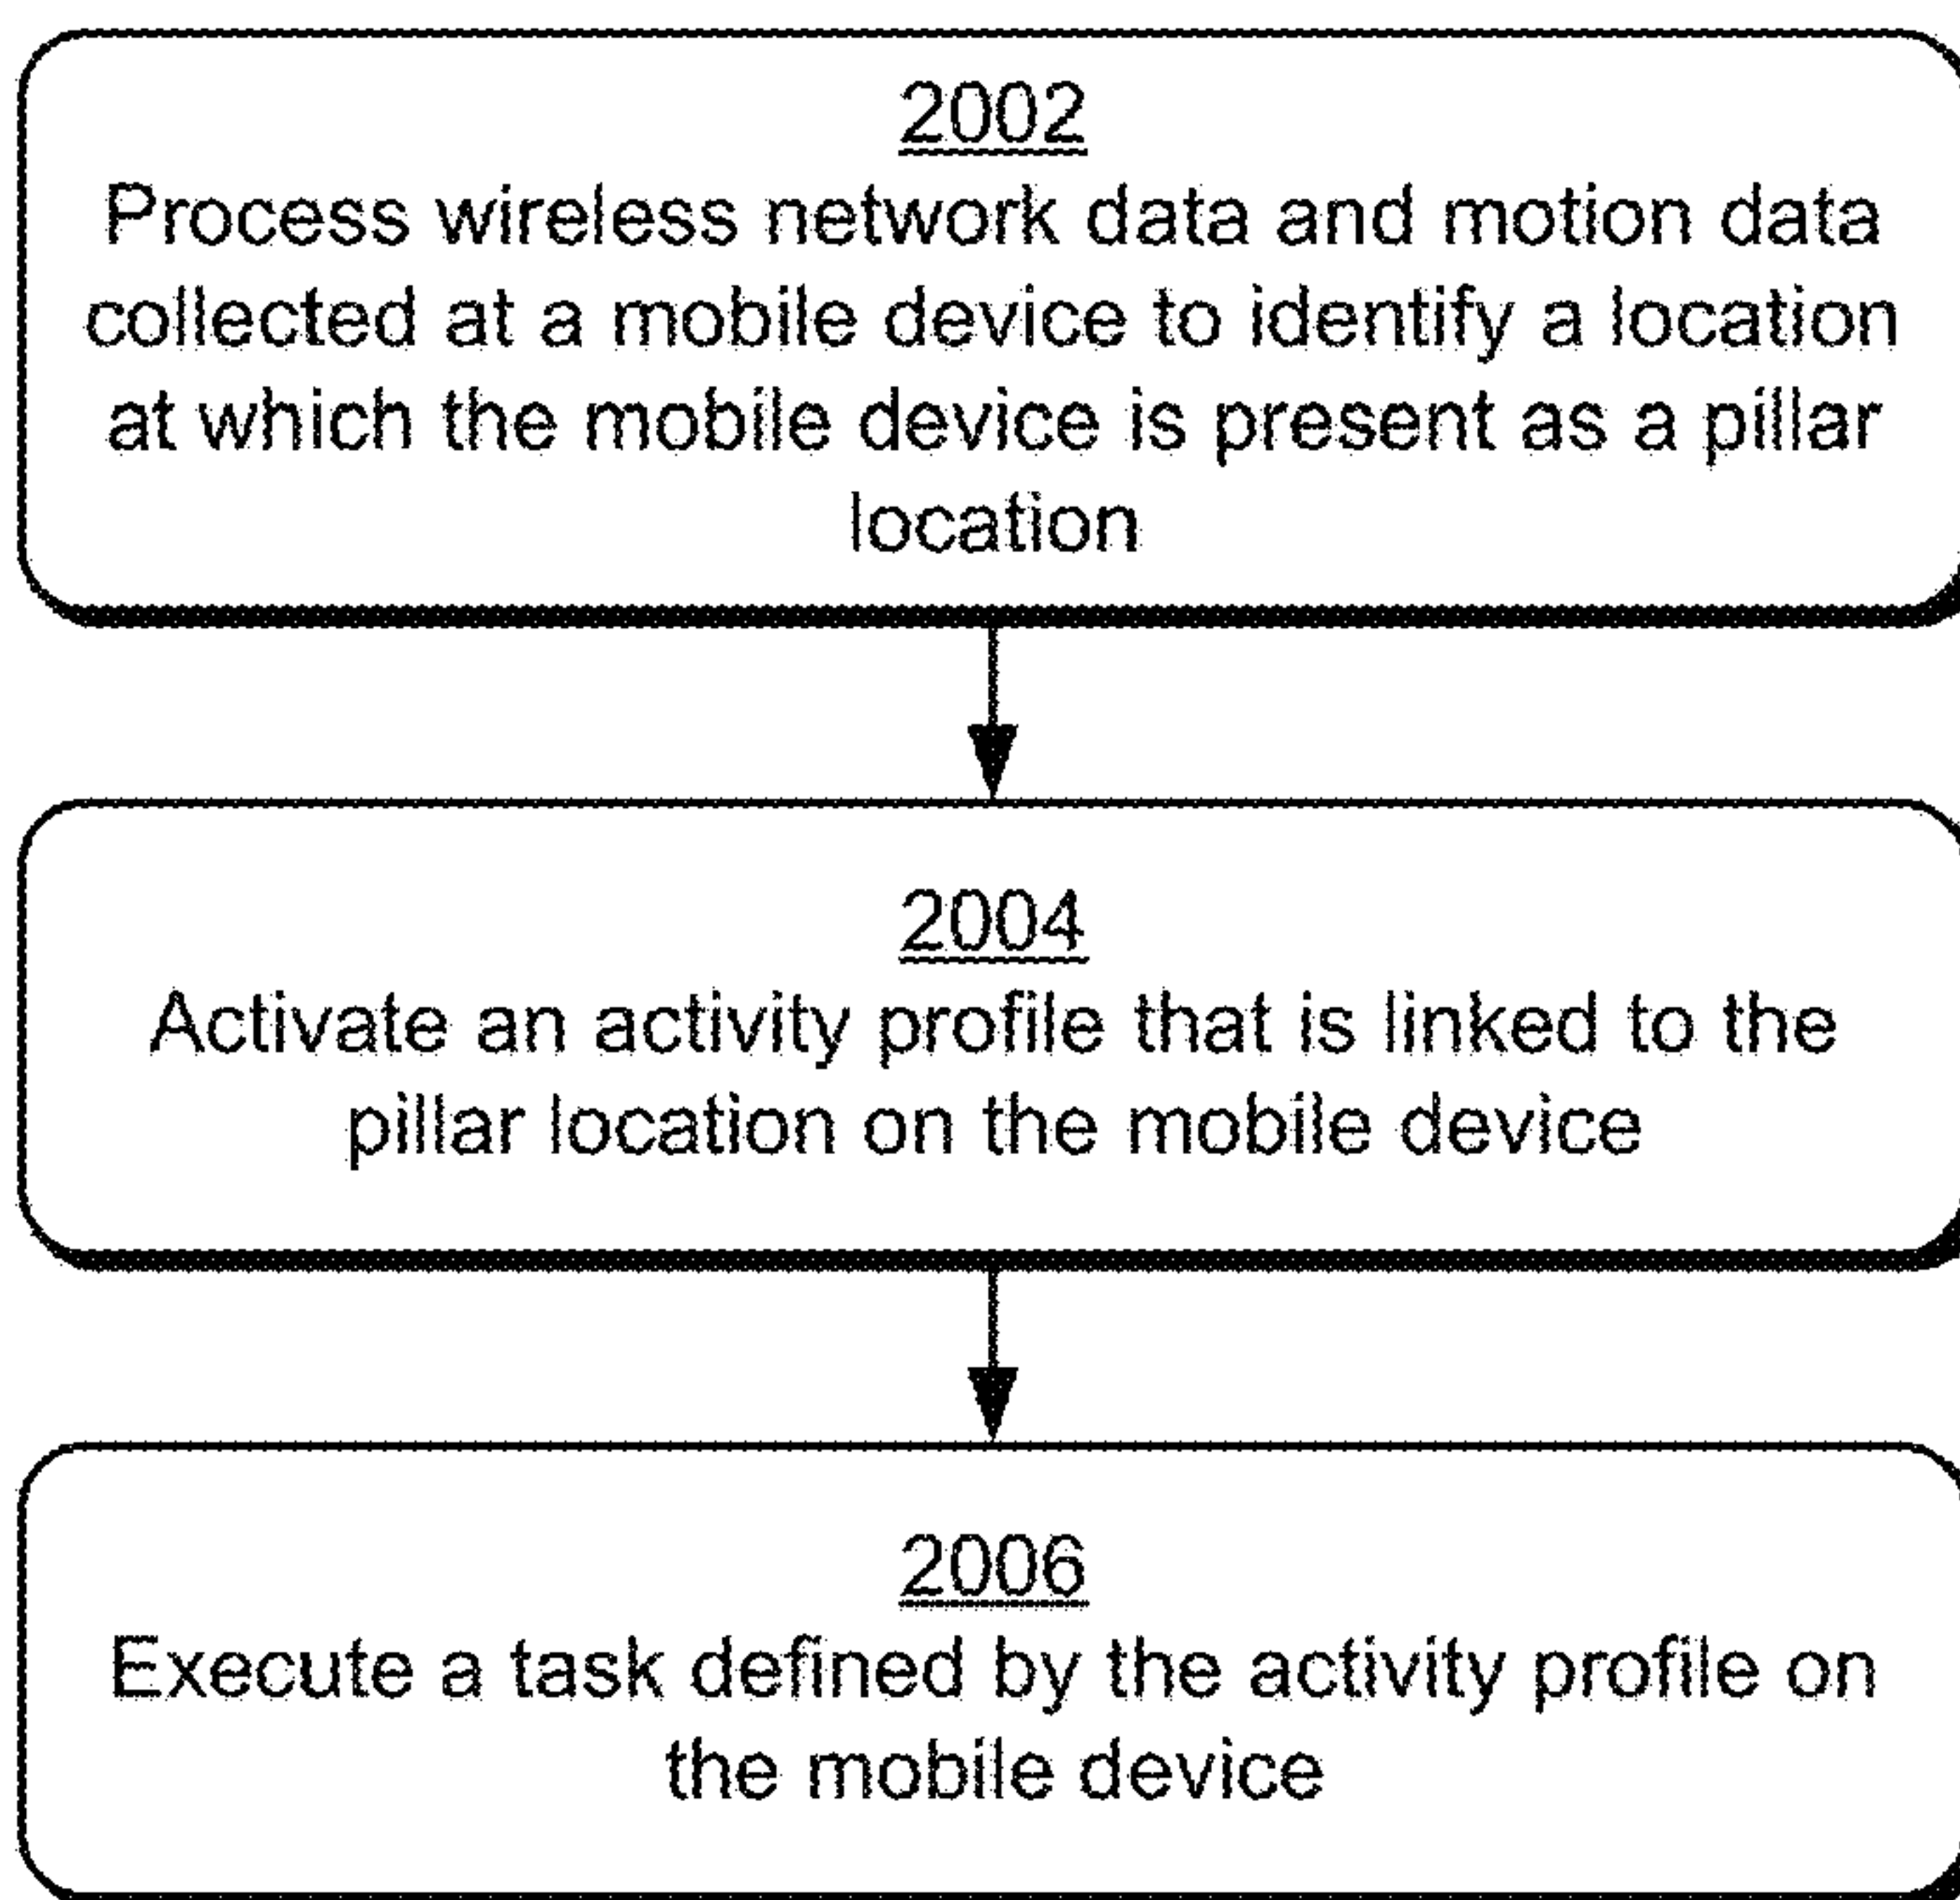 2002
Process wireless network data and motion data
collected at a mobile device to identify a location
at which the mobile device is present as a pillar
location
2004
Activate an activity profile that is linked to the
pillar location on the mobile device
2006
Execute a task defined by the activity profile on
the mobile device